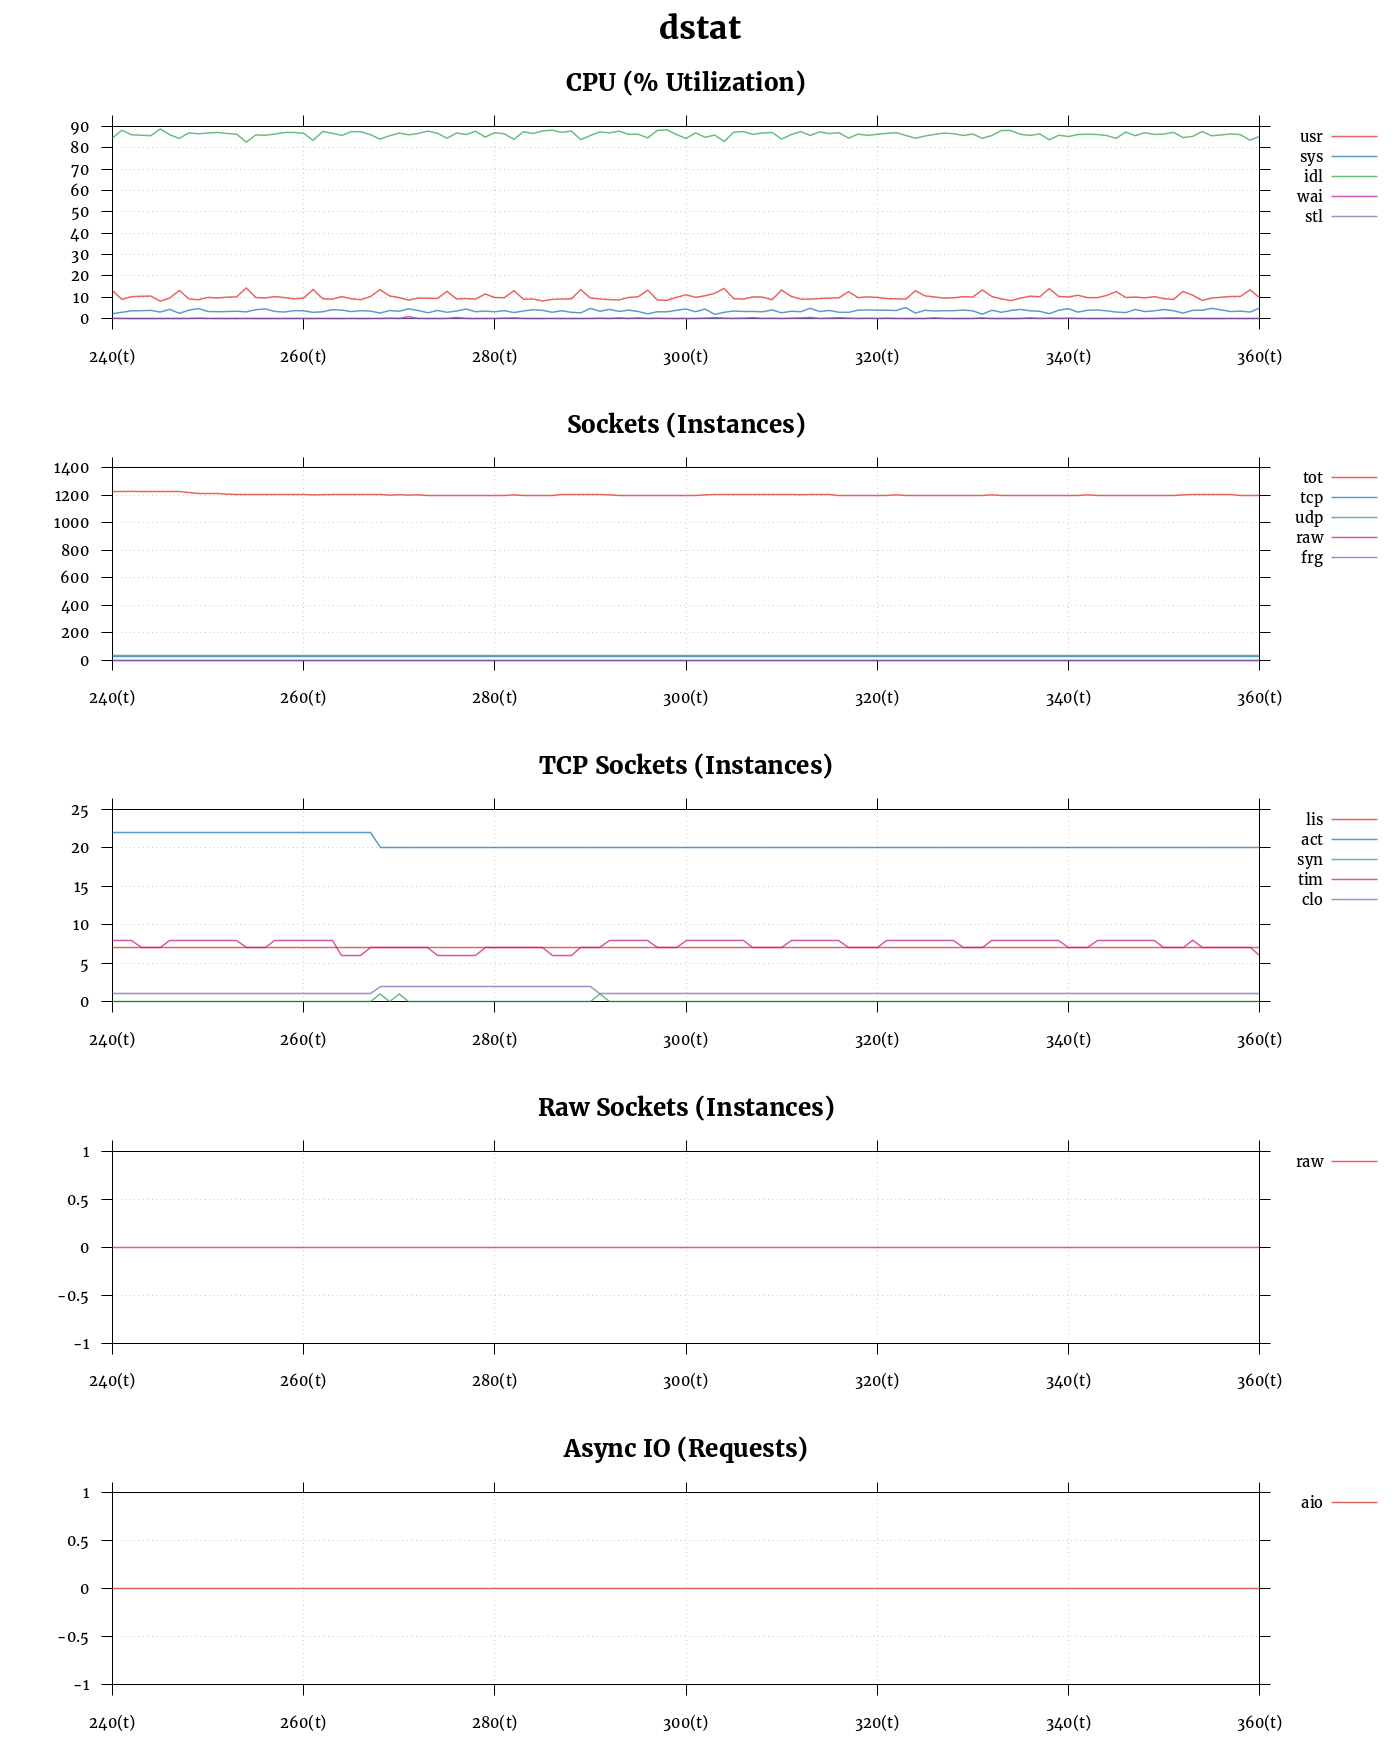 dstat
CPU (% Utilization)
90
80
70
60
50
40
30
20
10
0
240(t) 260(t) 280(t) 300(t) 320(t) 340(t) 360(t)
usr
sys
idl
wai
stl
Sockets (Instances)
1400
1200
1000
800
600
400
200
0
240(t) 260(t) 280(t) 300(t) 320(t) 340(t) 360(t)
tot
tcp
udp
raw
frg
TCP Sockets (Instances)
25
20
15
10
5
0
240(t) 260(t) 280(t) 300(t) 320(t) 340(t) 360(t)
lis
act
syn
tim
clo
Raw Sockets (Instances)
1
0.5
0
-0.5
-1
240(t) 260(t) 280(t) 300(t) 320(t) 340(t) 360(t)
raw
Async IO (Requests)
1
0.5
0
-0.5
-1
240(t) 260(t) 280(t) 300(t) 320(t) 340(t) 360(t)
aio